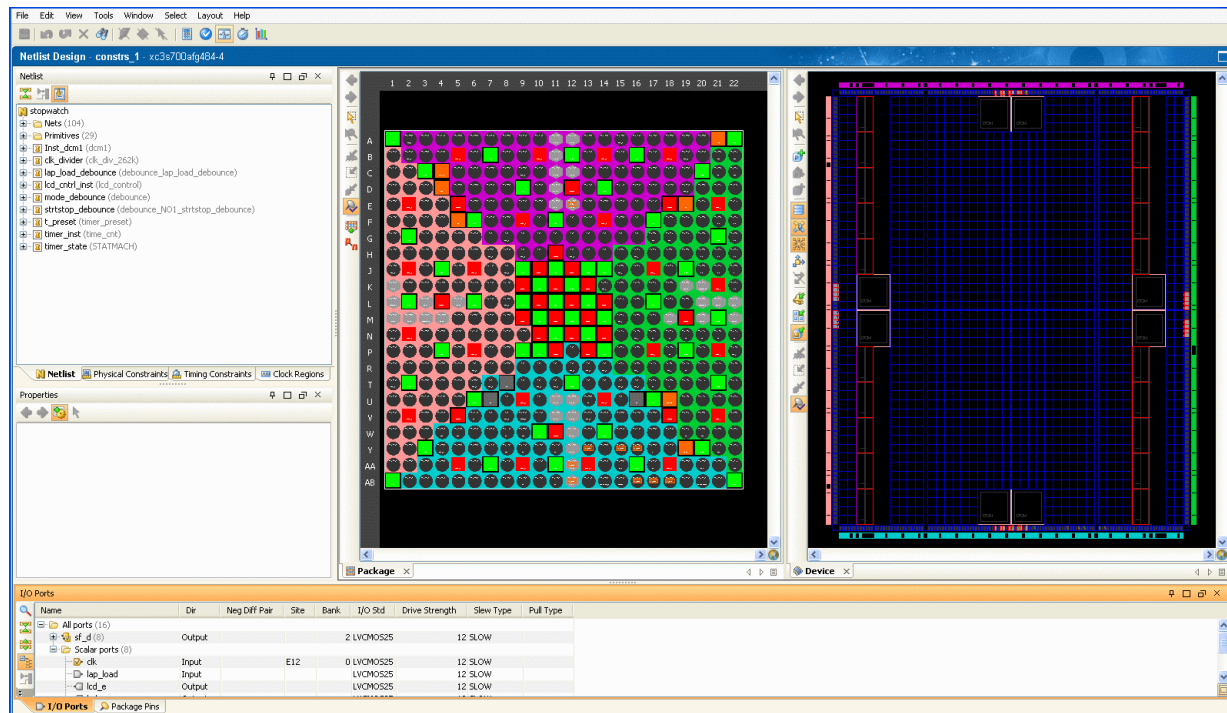 File Edit View Tools Window Select Layout Help
Netlist Design - constrs_1 - xc3s700afg484-4
Netlist
stopwatch
Nets (104)
Primitives (29)
Inst_dcm1 (dcm1)
clk_divider (clk_div_262k)
lap_load_debounce (debounce_lap_load_debounce)
lcd_cntrl_inst (lcd_control)
mode_debounce (debounce)
strtstop_debounce (debounce_NO1_strtstop_debounce)
t_preset (timer_preset)
timer_inst (time_cnt)
timer_state (STATMACH)
Netlist Physical Constraints Timing Constraints Clock Regions
Properties
1 2 3 4 5 6 7 8 9 10 11 12 13 14 15 16 17 18 19 20 21 22
A
B
C
D
E
F
G
H
J
K
L
M
N
P
R
T
U
V
W
Y
AA
AB
Package
Device
I/O Ports
Name Dir Neg Diff Pair Site Bank I/O Std Drive Strength Slew Type Pull Type
All ports (16)
sf_d (8) Output 2 LVCMOS25 12 SLOW
Scalar ports (8)
clk Input E12 0 LVCMOS25 12 SLOW
lap_load Input LVCMOS25 12 SLOW
lcd_e Output LVCMOS25 12 SLOW
I/O Ports Package Pins